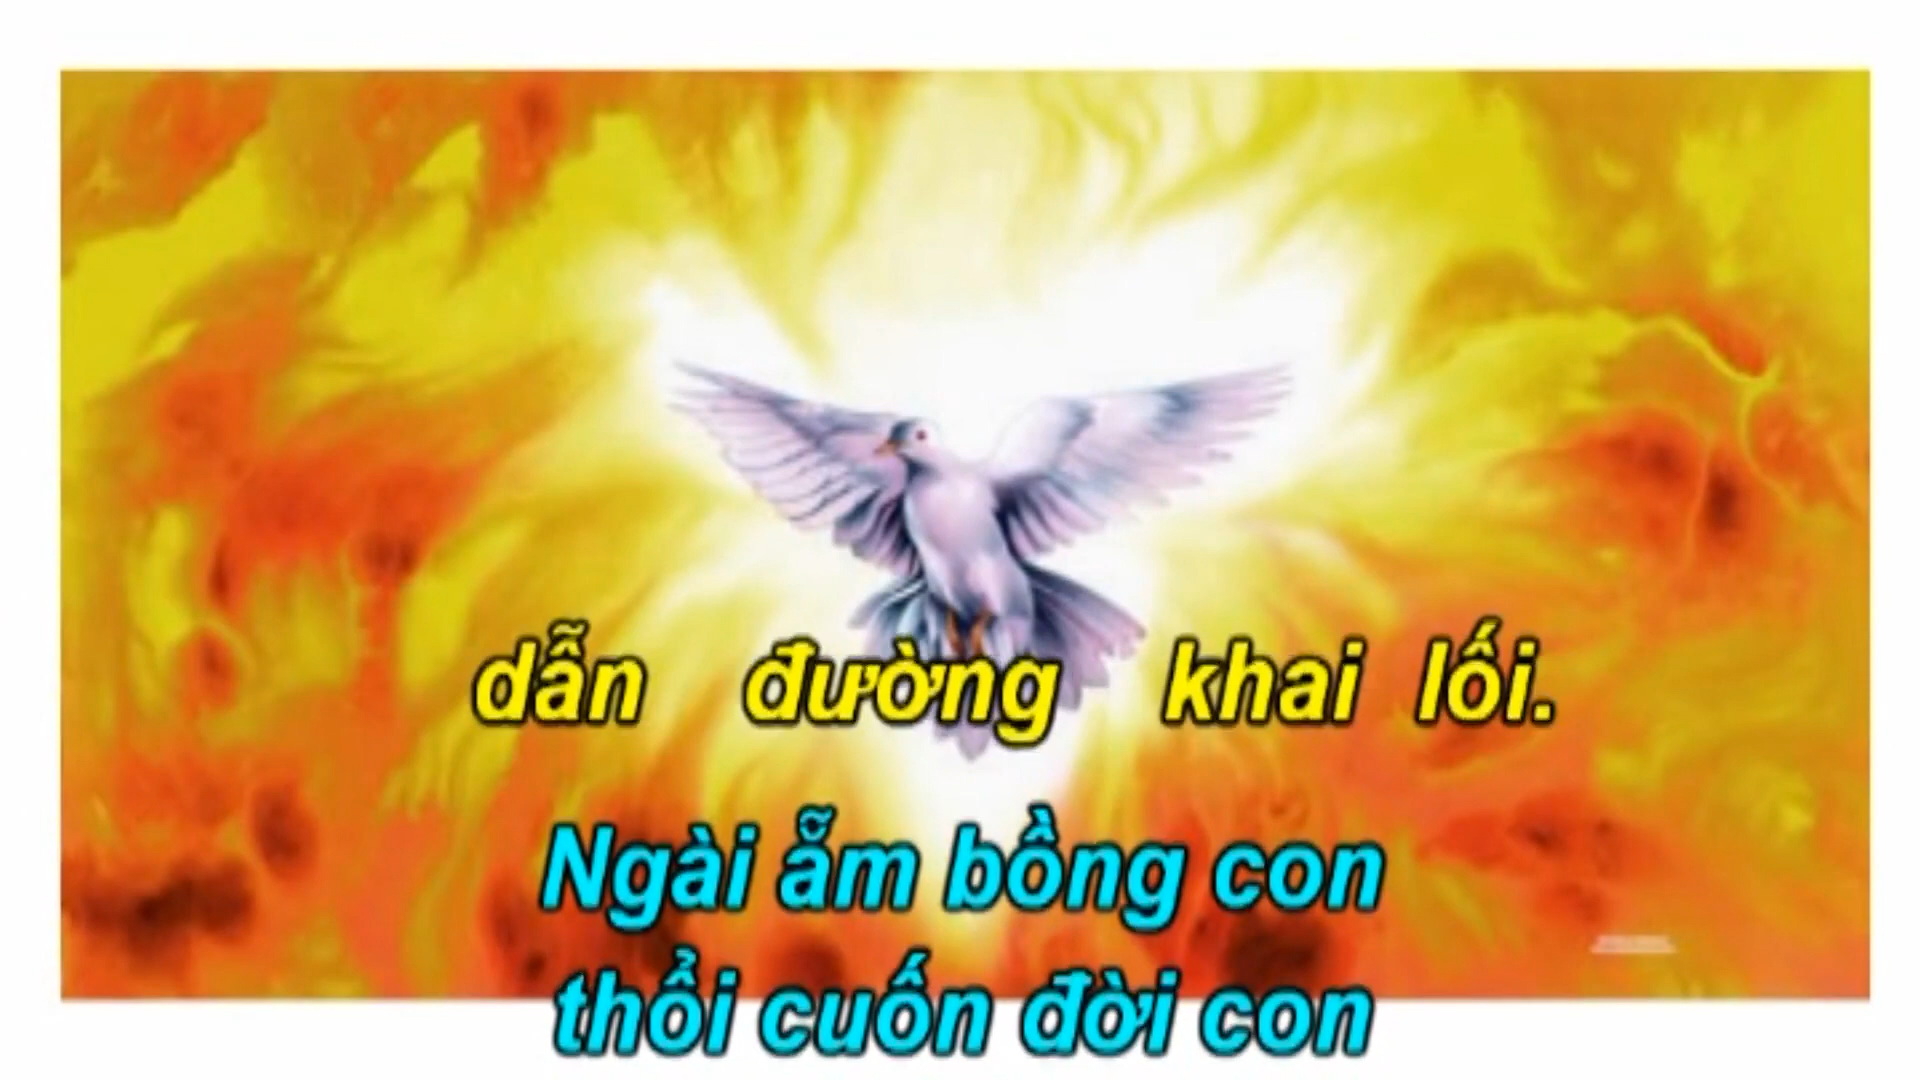 dẫn đường khai lối.
Ngài ẵm bồng con
thổi cuốn đời con